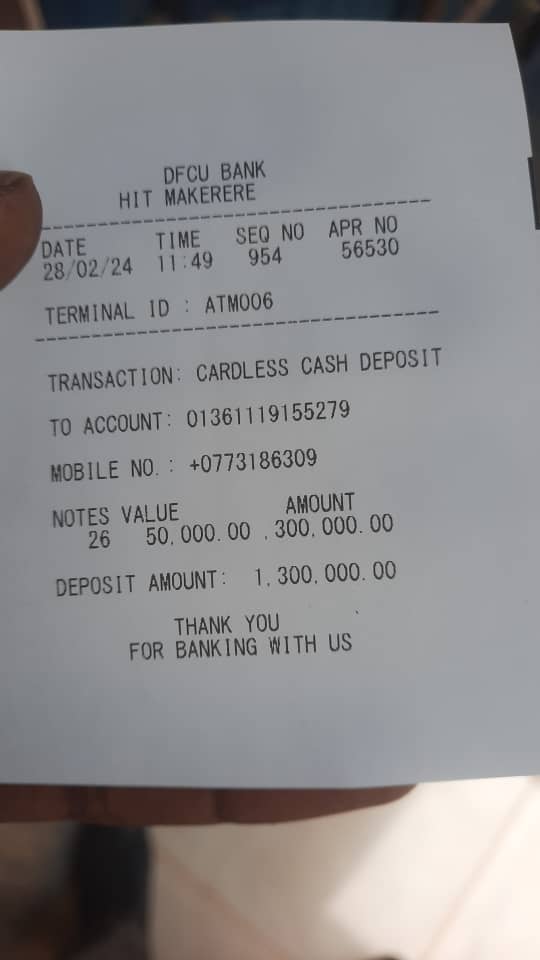 DFCU BANK
HIT MAKERERE
--------------------------------------------
DATE TIME SEQ NO APR NO
28/02/24 11:49 954 56530
TERMINAL ID : ATM006
--------------------------------------------
TRANSACTION: CARDLESS CASH DEPOSIT
TO ACCOUNT: 01361119155279
MOBILE NO.: +0773186309
NOTES VALUE AMOUNT
26 50,000.00 ,300,000.00
DEPOSIT AMOUNT: 1,300,000.00
THANK YOU
FOR BANKING WITH US